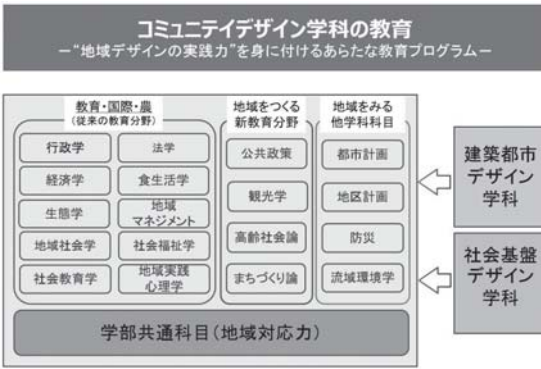 コミュニテイデザイン学科の教育
－“地域デザインの実践力”を身に付けるあらたな教育プログラム－
教育・国際・農
(従来の教育分野)
行政学
法学
経済学
食生活学
生態学
地域
マネジメント
地域社会学
社会福祉学
社会教育学
地域実践
心理学
地域をつくる
新教育分野
公共政策
観光学
高齢社会論
まちづくり論
地域をみる
他学科科目
都市計画
地区計画
防災
流域環境学
学部共通科目(地域対応力)
建築都市
デザイン
学科
社会基盤
デザイン
学科